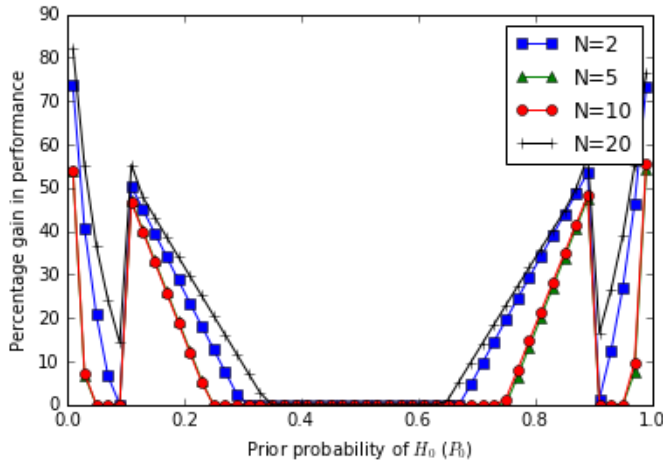 90
80
70
60
50
40
30
20
10
0
Percentage gain in performance
N=2
N=5
N=10
N=20
0.0 0.2 0.4 0.6 0.8 1.0
Prior probability of H₀ (P₀)